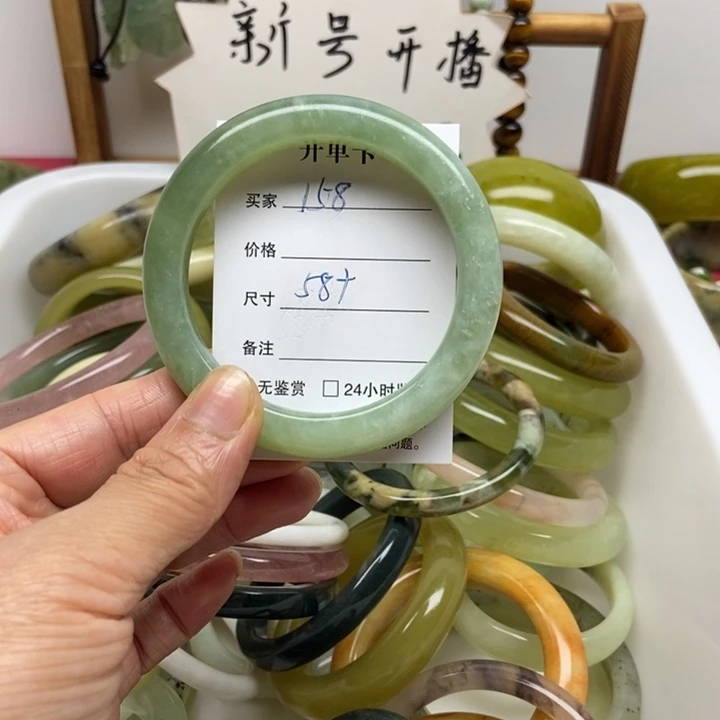 新号开播
开单卡
买家 158
价格
尺寸 58+
备注
无鉴赏 □ 24小时
问题。